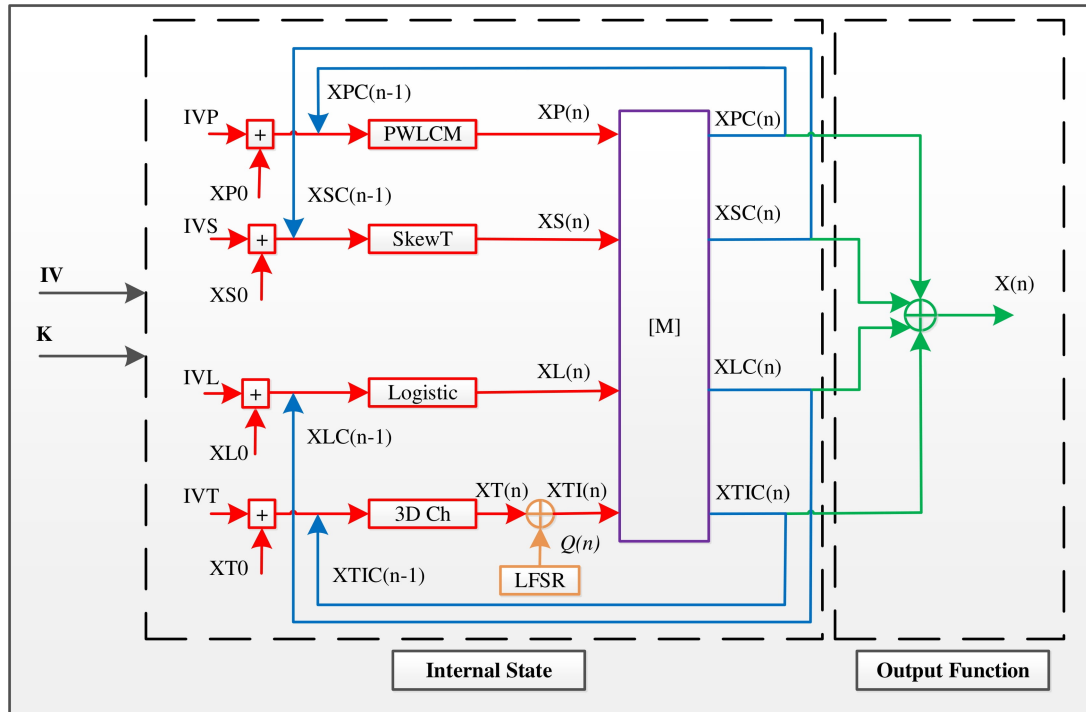 IVP
+
XP0
XPC(n-1)
PWLCM
XP(n)
XPC(n)
IVS
+
XS0
XSC(n-1)
SkewT
XS(n)
XSC(n)
IV
K
[M]
X(n)
IVL
+
XL0
XLC(n-1)
Logistic
XL(n)
XLC(n)
IVT
+
XT0
XTIC(n-1)
3D Ch
XT(n)
XTI(n)
Q(n)
LFSR
XTIC(n)
Internal State
Output Function